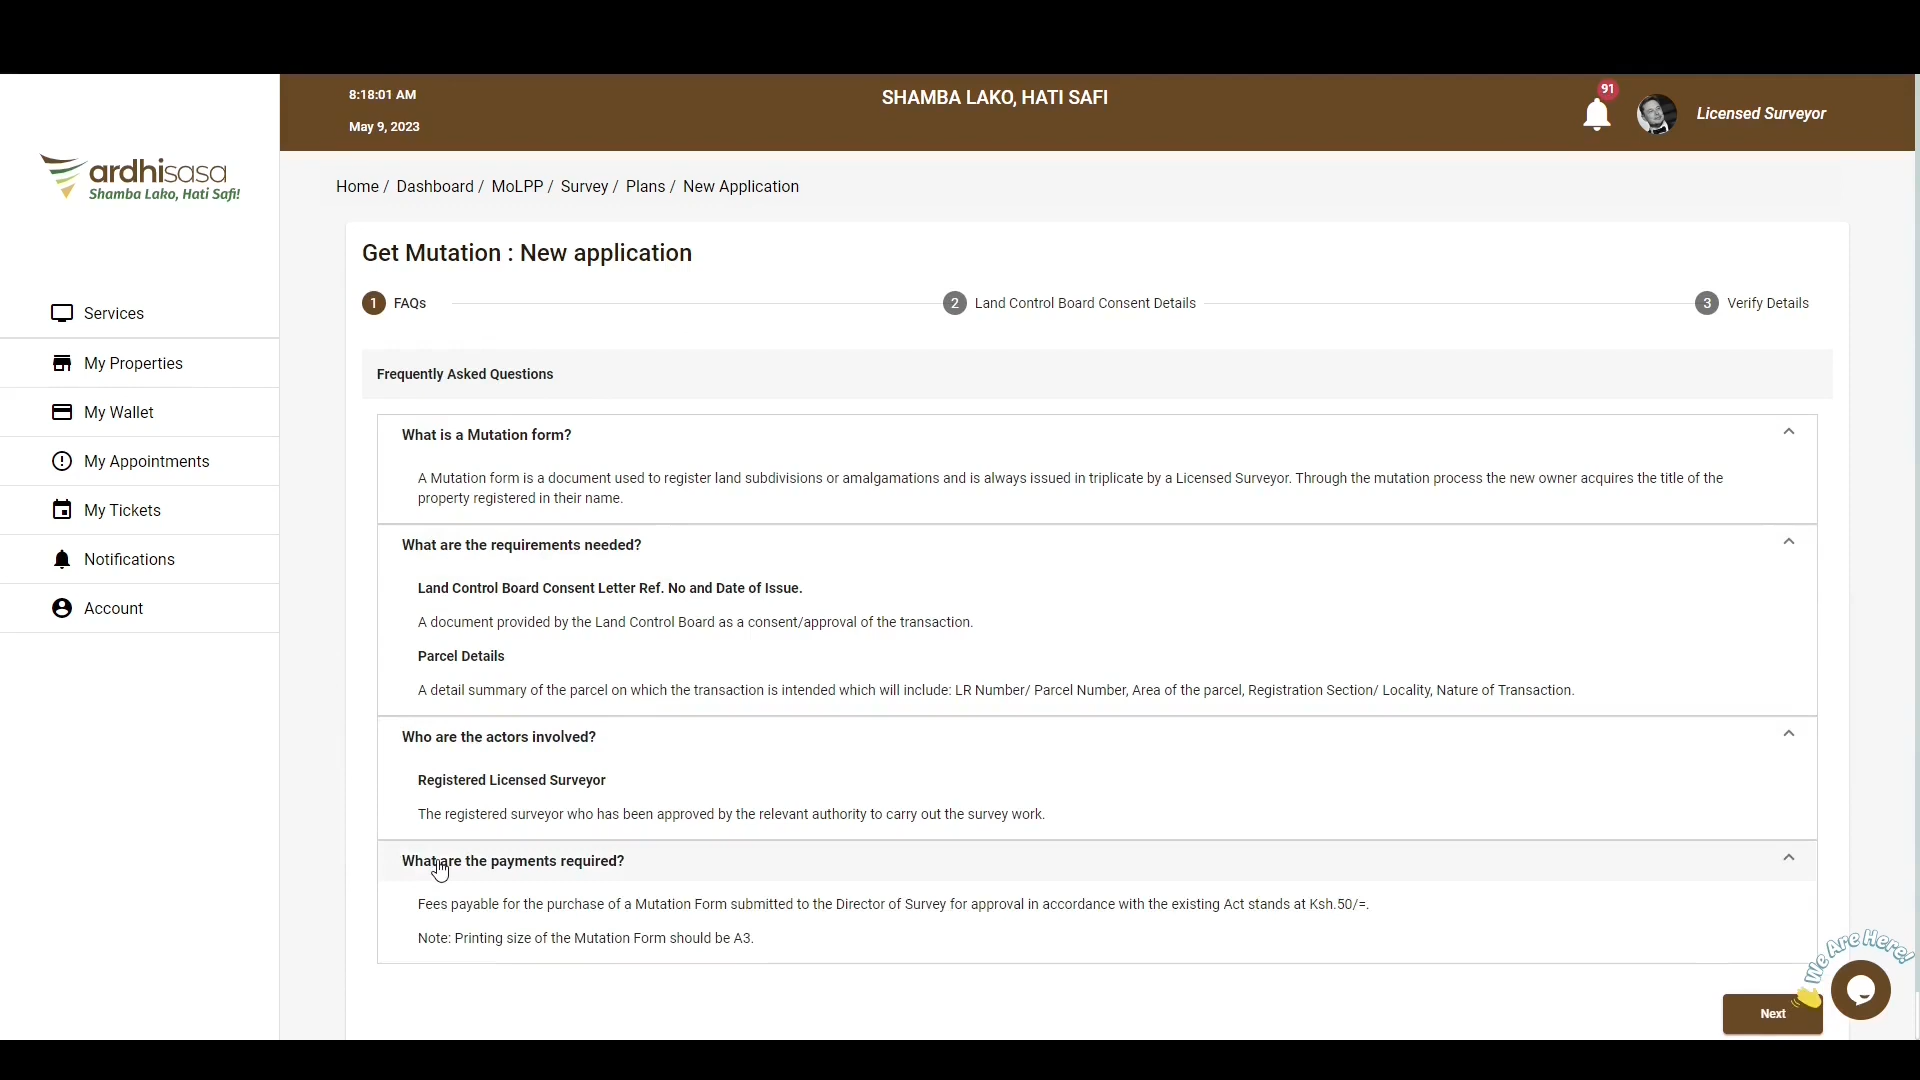 8:18:01 AM
May 9, 2023
SHAMBA LAKO, HATI SAFI
91
Licensed Surveyor
ardhisasa
Shamba Lako, Hati Safi!
Services
My Properties
My Wallet
My Appointments
My Tickets
Notifications
Account
Home / Dashboard / MoLPP / Survey / Plans / New Application
Get Mutation : New application
1 FAQs
2 Land Control Board Consent Details
3 Verify Details
Frequently Asked Questions
What is a Mutation form?
A Mutation form is a document used to register land subdivisions or amalgamations and is always issued in triplicate by a Licensed Surveyor. Through the mutation process the new owner acquires the title of the
property registered in their name.
What are the requirements needed?
Land Control Board Consent Letter Ref. No and Date of Issue.
A document provided by the Land Control Board as a consent/approval of the transaction.
Parcel Details
A detail summary of the parcel on which the transaction is intended which will include: LR Number/ Parcel Number, Area of the parcel, Registration Section/ Locality, Nature of Transaction.
Who are the actors involved?
Registered Licensed Surveyor
The registered surveyor who has been approved by the relevant authority to carry out the survey work.
What are the payments required?
Fees payable for the purchase of a Mutation Form submitted to the Director of Survey for approval in accordance with the existing Act stands at Ksh.50/=.
Note: Printing size of the Mutation Form should be A3.
We Are Here!
Next